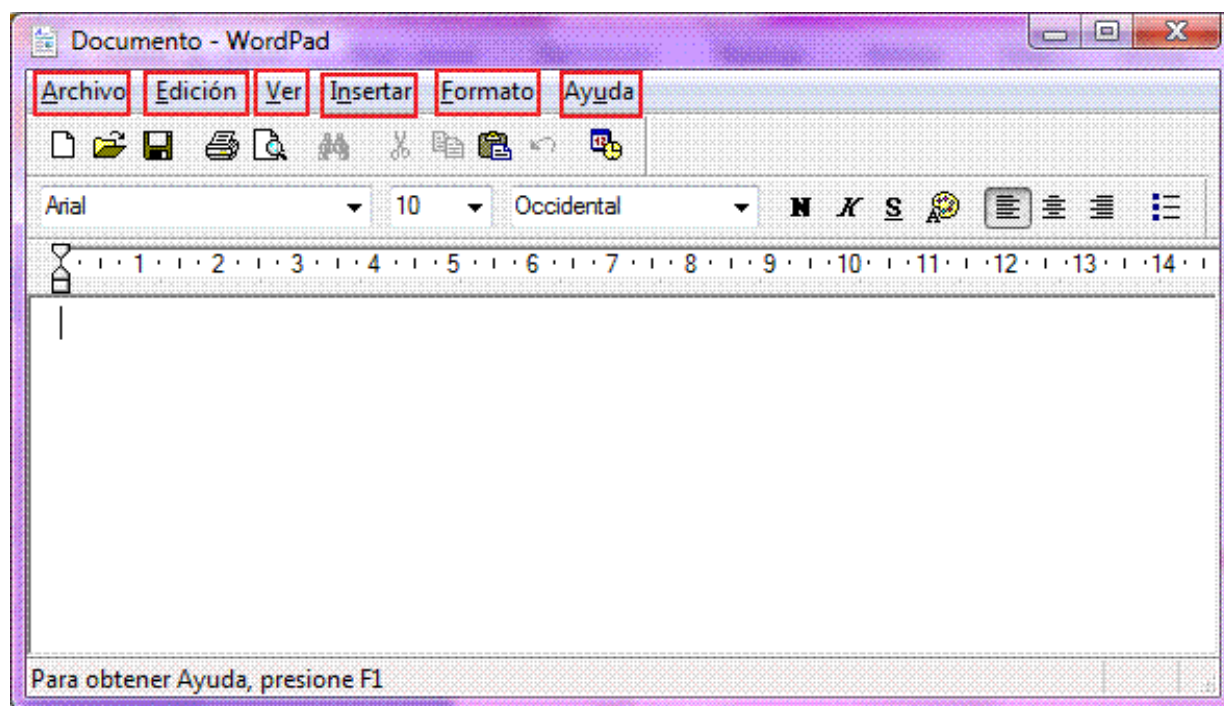 Documento - WordPad
Archivo Edición Ver Insertar Formato Ayuda
Arial 10 Occidental N K S
1 2 3 4 5 6 7 8 9 10 11 12 13 14
Para obtener Ayuda, presione F1